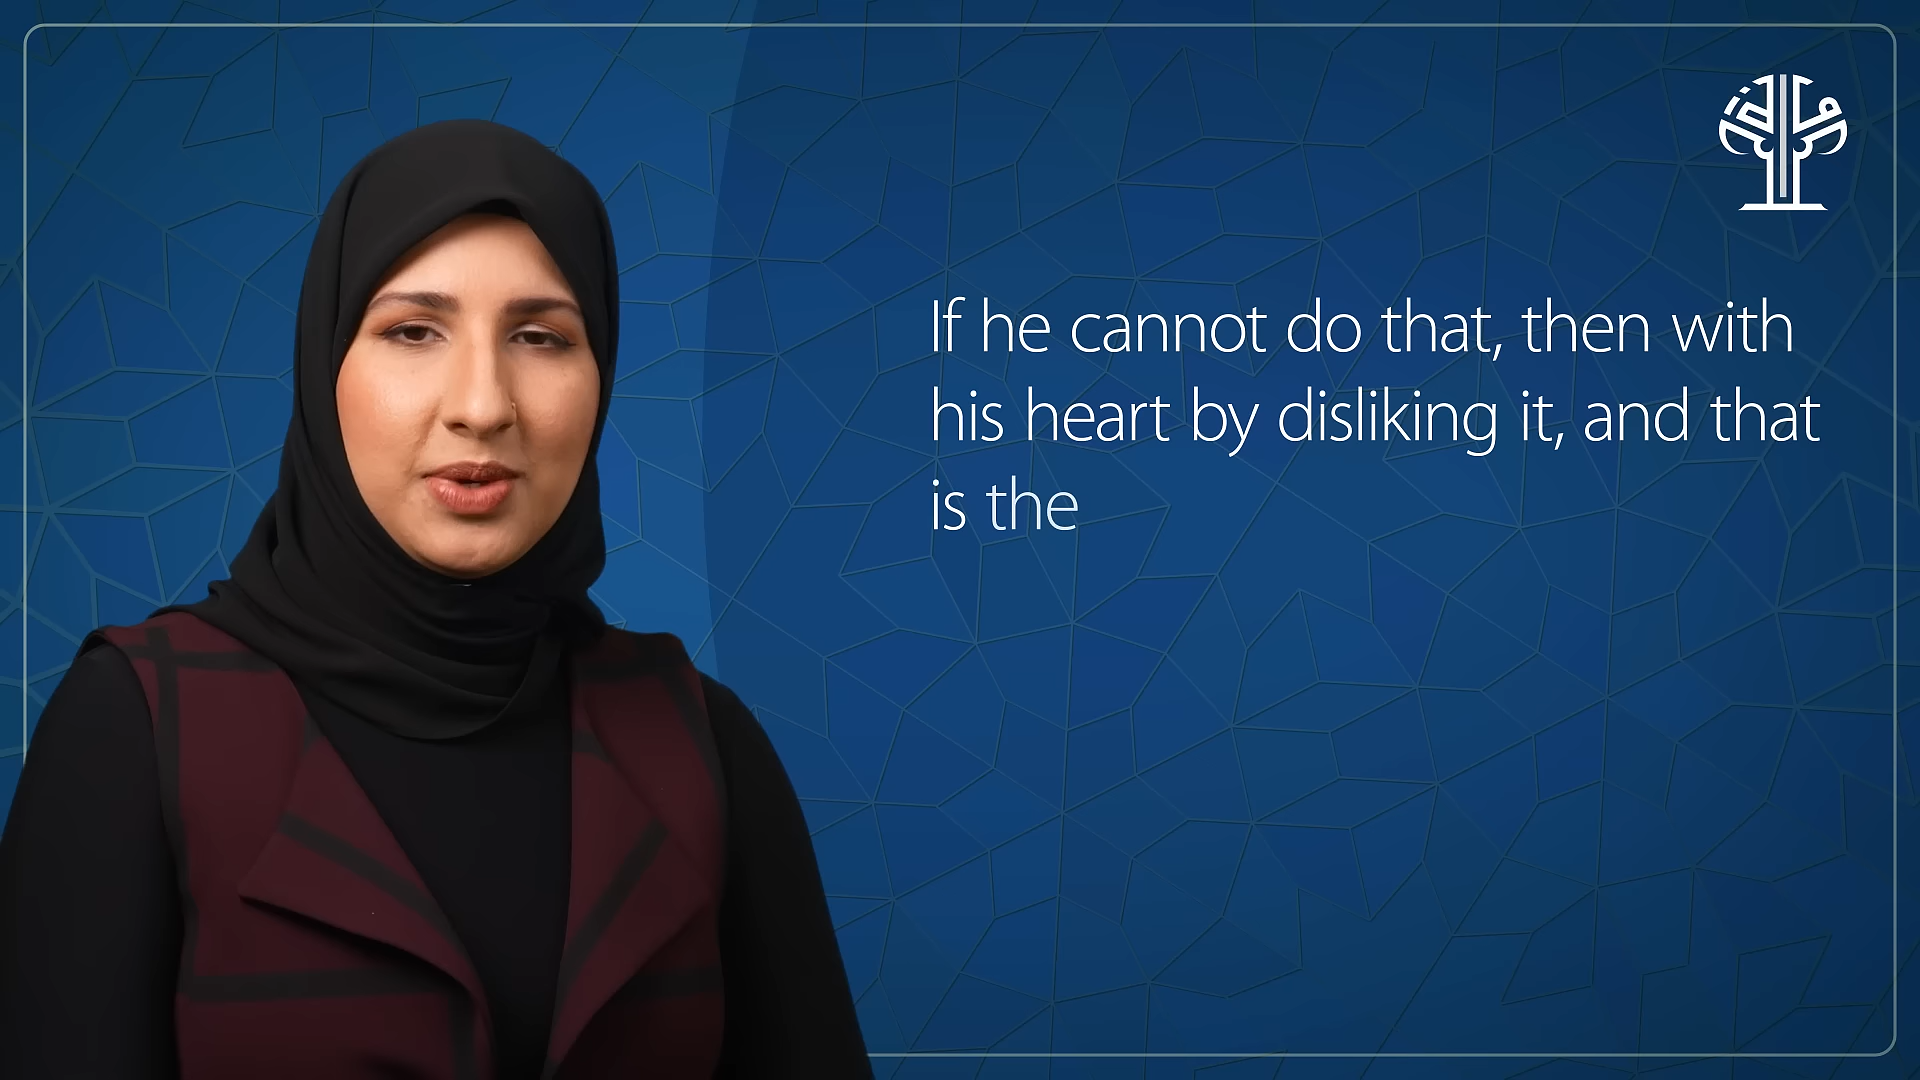 If he cannot do that, then with
his heart by disliking it, and that
is the